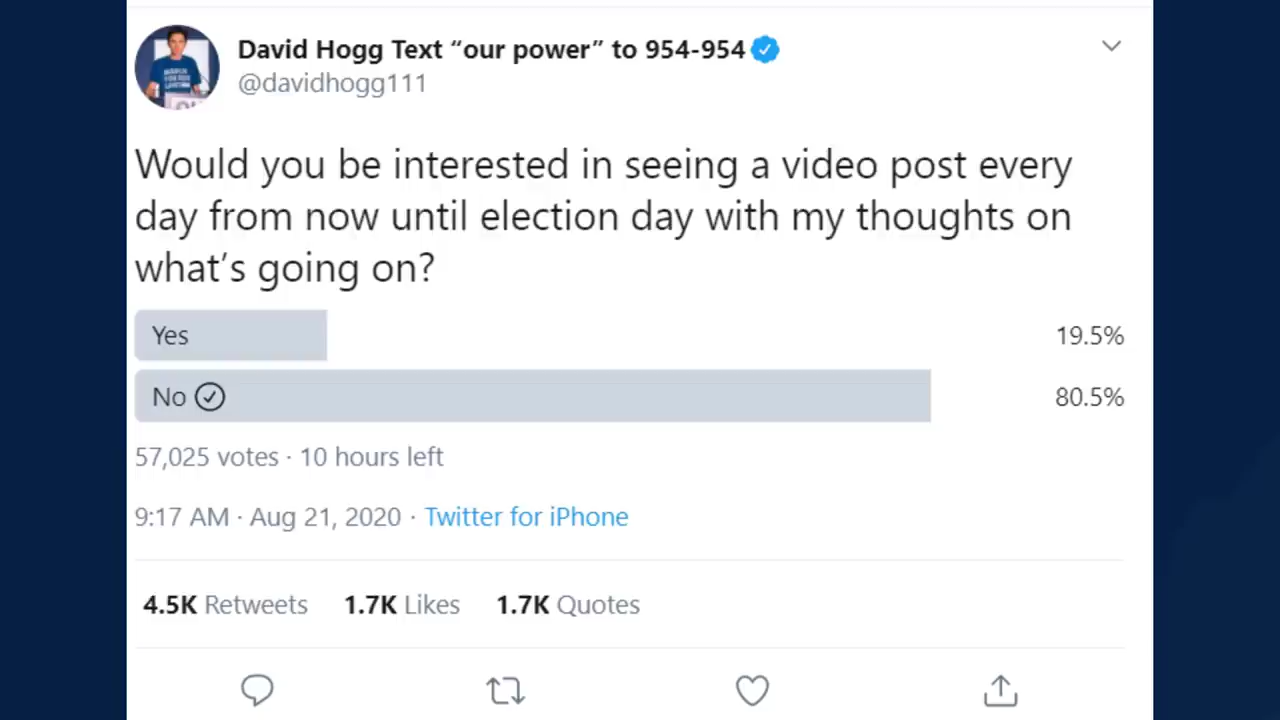 David Hogg Text “our power” to 954-954
@davidhogg111
Would you be interested in seeing a video post every
day from now until election day with my thoughts on
what’s going on?
Yes 19.5%
No 80.5%
57,025 votes · 10 hours left
9:17 AM · Aug 21, 2020 · Twitter for iPhone
4.5K Retweets 1.7K Likes 1.7K Quotes